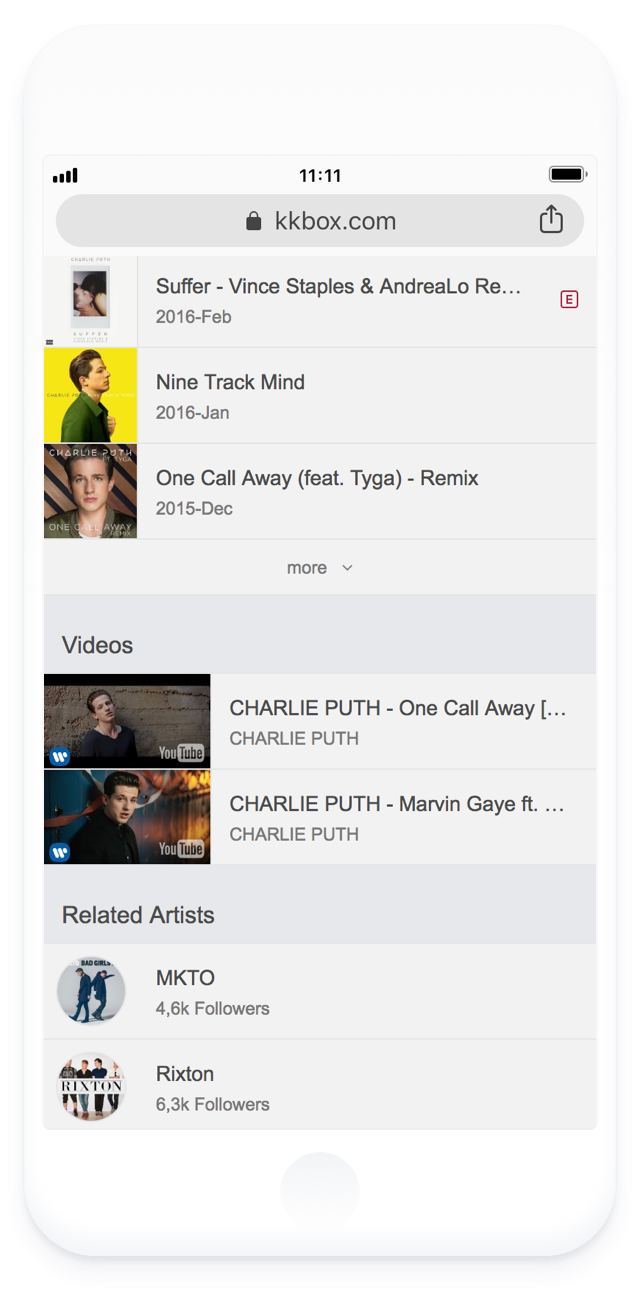 11:11
kkbox.com
CHARLIE PUTH
SUFFER
Suffer - Vince Staples & AndreaLo Re…
2016-Feb
E
Nine Track Mind
2016-Jan
CHARLIE PUTH
FT. TYGA
ONE CALL AWAY
REMIX
One Call Away (feat. Tyga) - Remix
2015-Dec
more
Videos
YouTube
CHARLIE PUTH - One Call Away [...
CHARLIE PUTH
YouTube
CHARLIE PUTH - Marvin Gaye ft. ...
CHARLIE PUTH
Related Artists
BAD GIRLS
MKTO
4,6k Followers
RIXTON
Rixton
6,3k Followers